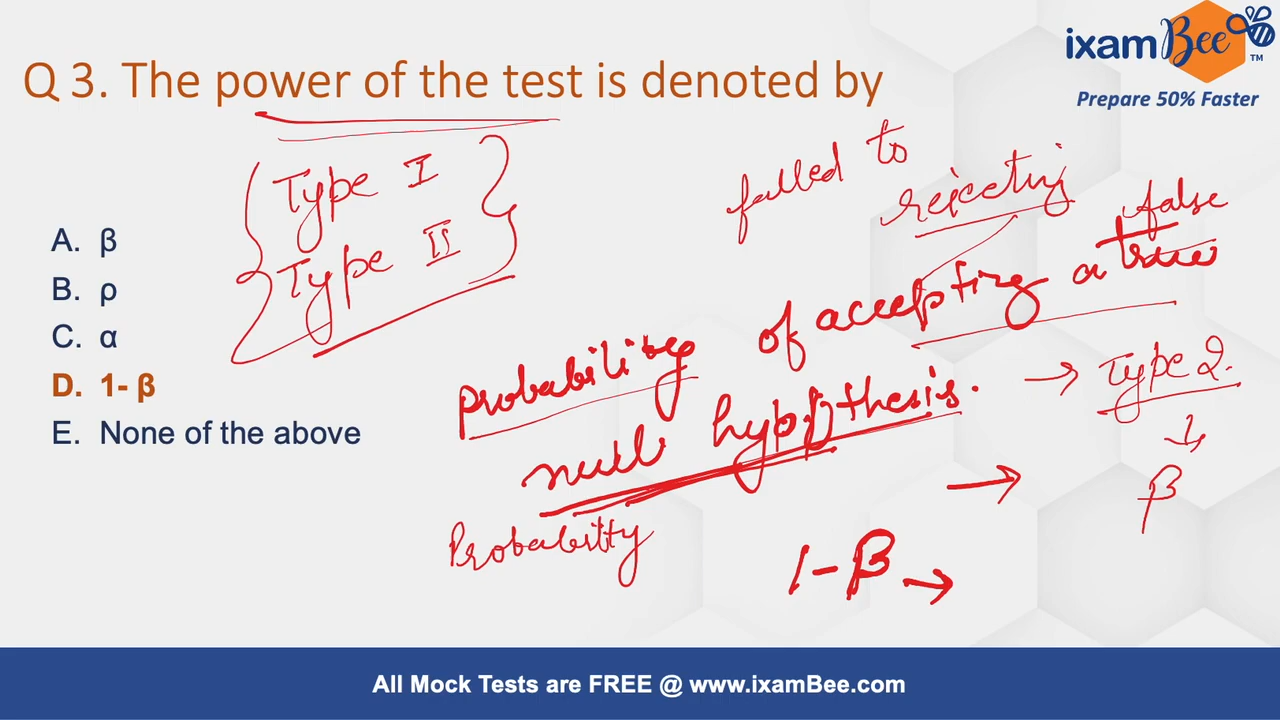 ixamBee™
Prepare 50% Faster
Q 3. The power of the test is denoted by
Type I
Type II
A. β
B. ρ
C. α
D. 1- β
E. None of the above
failed to
rejecting
false
probability of accepting a true
null hypothesis. → Type 2.
β
Probability
1-β →
All Mock Tests are FREE @ www.ixamBee.com